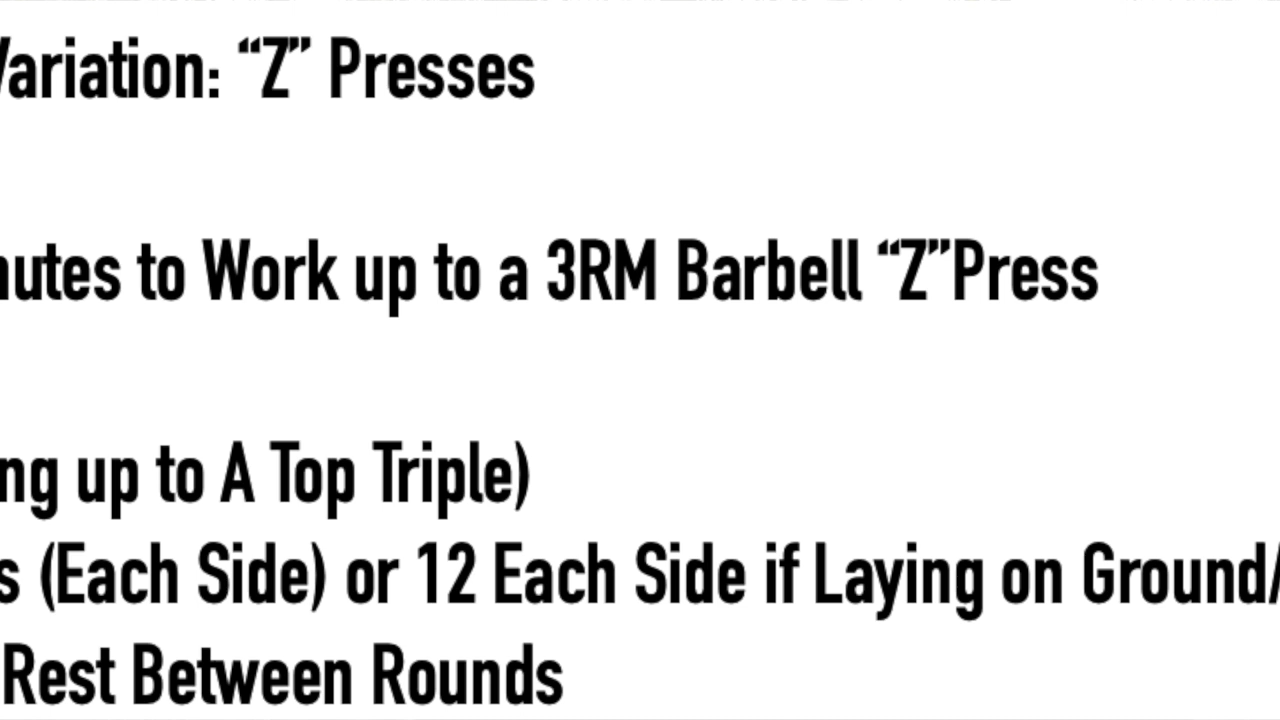 Variation: “Z” Presses
nutes to Work up to a 3RM Barbell “Z”Press
ng up to A Top Triple)
s (Each Side) or 12 Each Side if Laying on Ground/
Rest Between Rounds